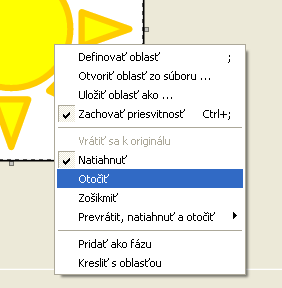 Definovať oblasť ;
Otvoriť oblasť zo súboru ...
Uložiť oblasť ako ...
Zachovať priesvitnosť Ctrl+;
Vrátiť sa k originálu
Natiahnuť
Otočiť
Zošikmiť
Prevrátiť, natiahnuť a otočiť
Pridať ako fázu
Kresliť s oblasťou